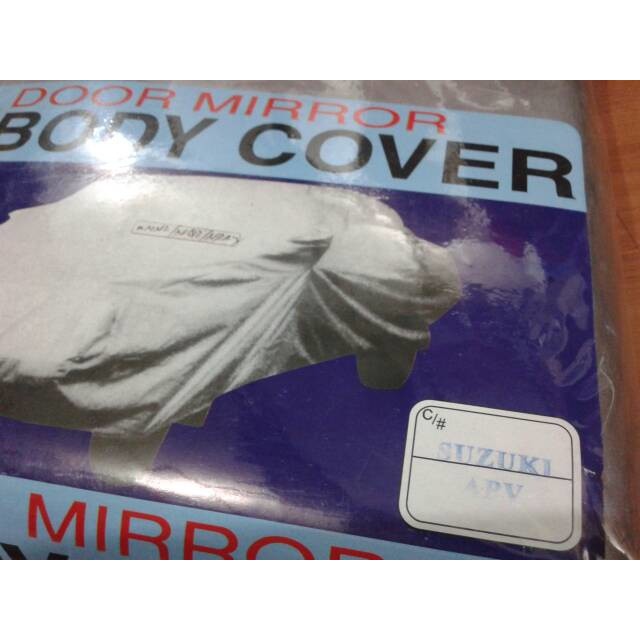 DOOR MIRROR
BODY COVER
C/#
SUZUKI
APV
MIRROR